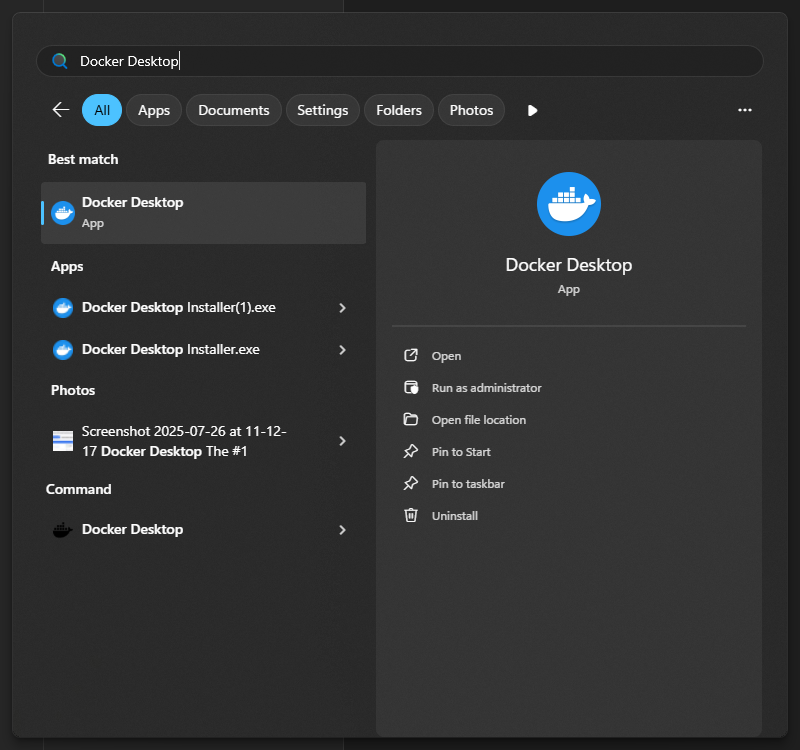 Docker Desktop
All
Apps
Documents
Settings
Folders
Photos
Best match
Docker Desktop
App
Apps
Docker Desktop Installer(1).exe
Docker Desktop Installer.exe
Photos
Screenshot 2025-07-26 at 11-12-
17 Docker Desktop The #1
Command
Docker Desktop
Docker Desktop
App
Open
Run as administrator
Open file location
Pin to Start
Pin to taskbar
Uninstall